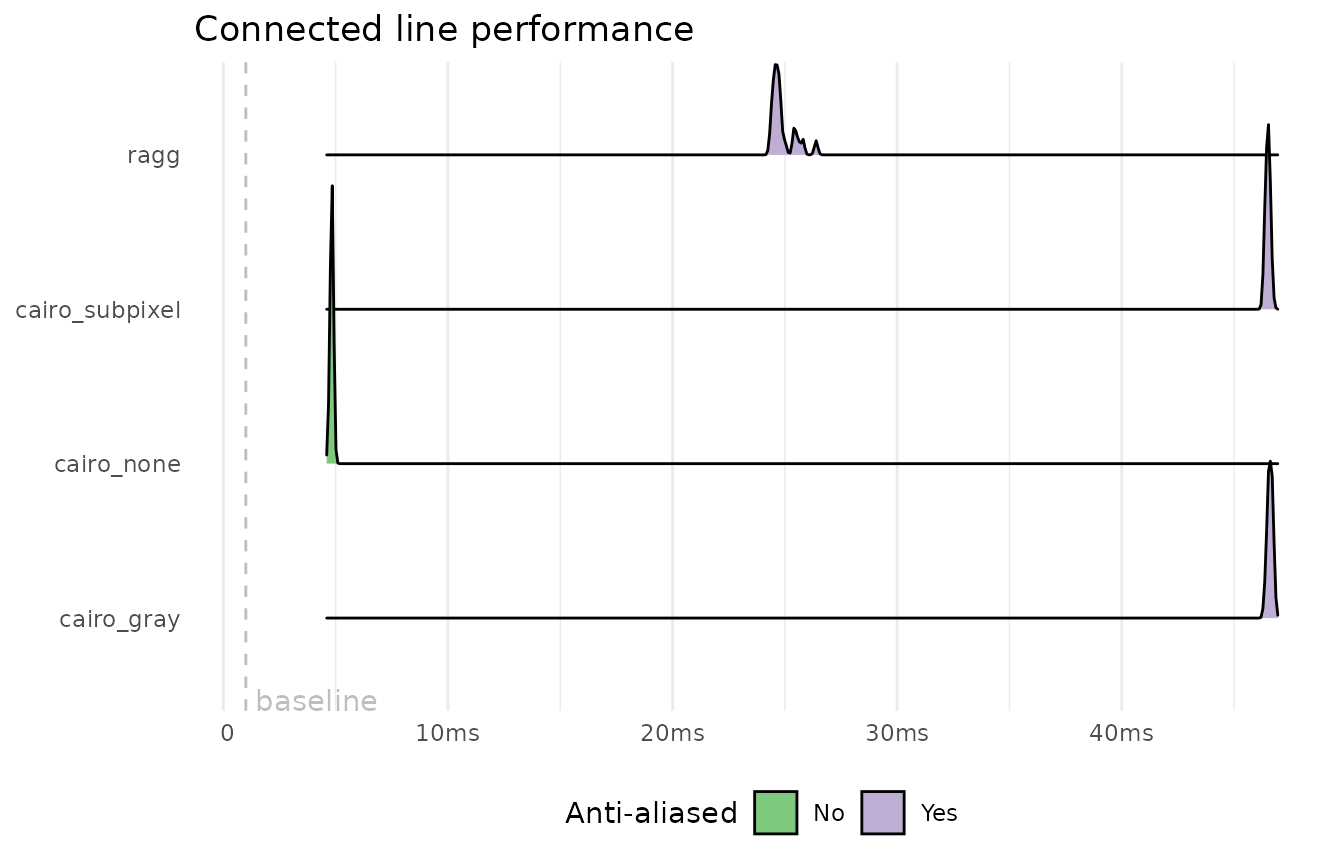 Connected line performance
ragg
cairo_subpixel
cairo_none
cairo_gray
baseline
0 10ms 20ms 30ms 40ms
Anti-aliased No Yes